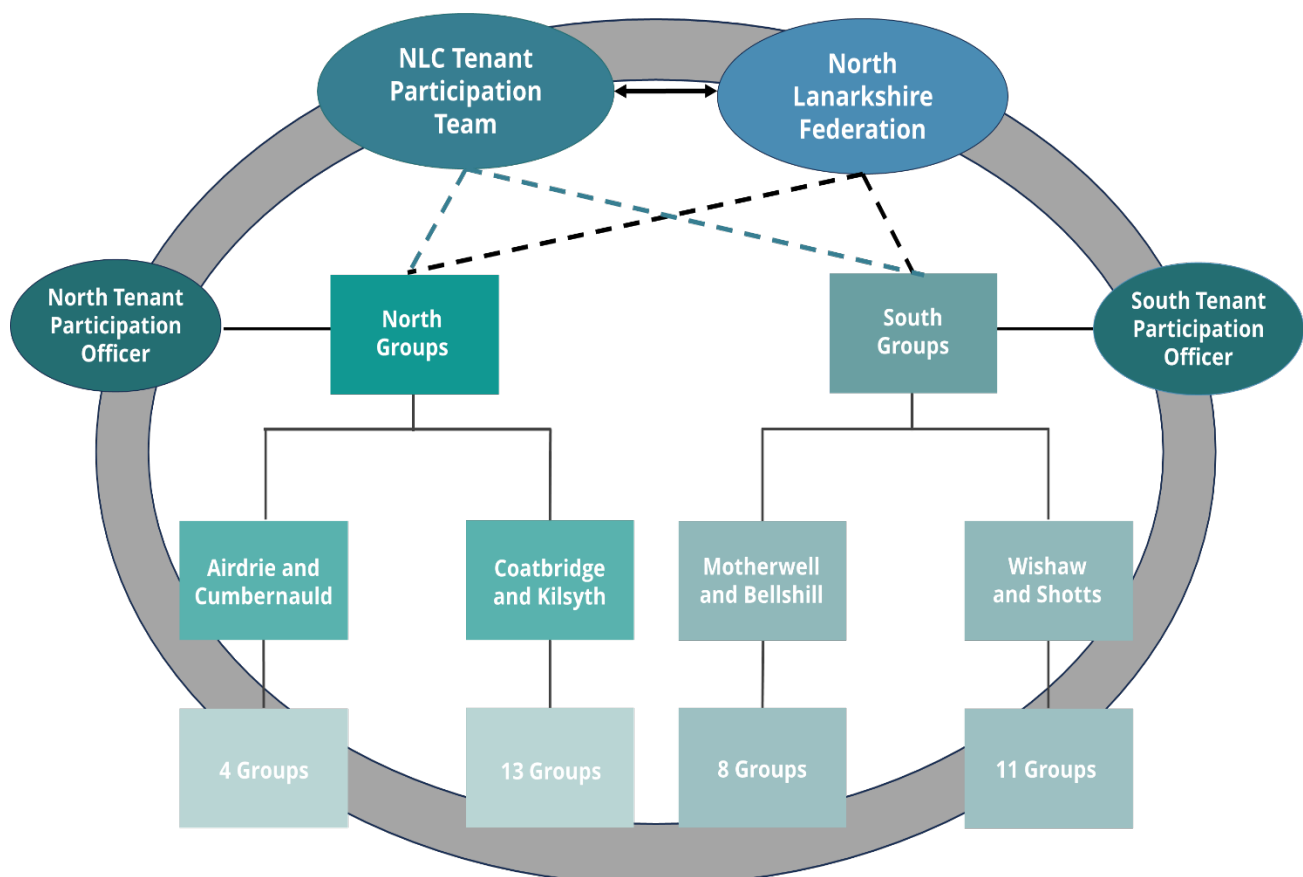 NLC Tenant
Participation
Team
North
Lanarkshire
Federation
North Tenant
Participation
Officer
North
Groups
South
Groups
South Tenant
Participation
Officer
Airdrie and
Cumbernauld
Coatbridge
and Kilsyth
Motherwell
and Bellshill
Wishaw
and Shotts
4 Groups
13 Groups
8 Groups
11 Groups